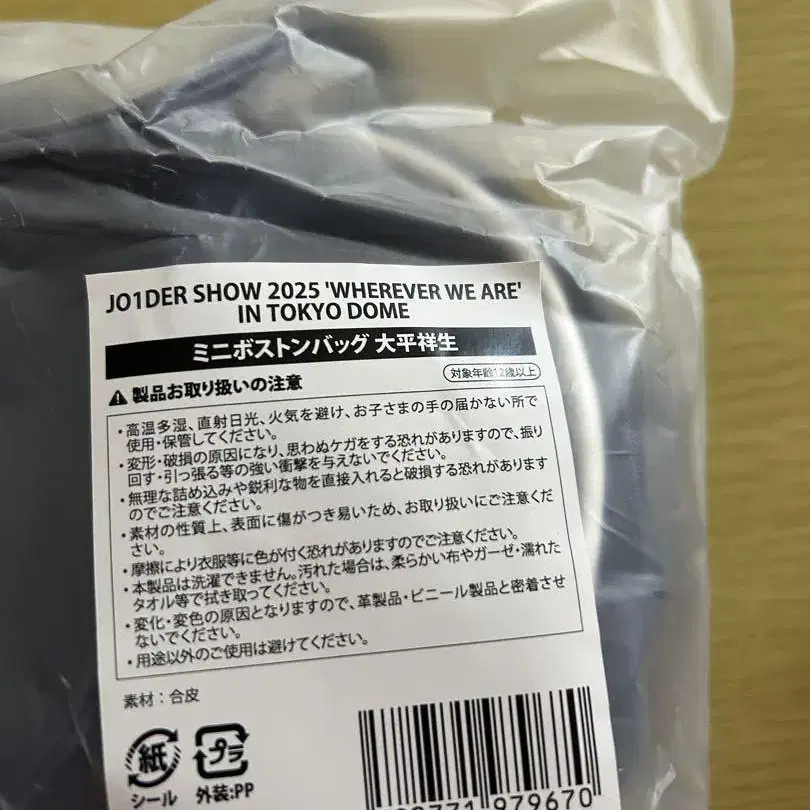 JO1DER SHOW 2025 'WHEREVER WE ARE'
IN TOKYO DOME
ミニボストンバッグ 大平祥生
製品お取り扱いの注意
対象年齢12歳以上
・高温多湿、直射日光、火気を避け、お子さまの手の届かない所で
使用・保管してください。
・変形・破損の原因になり、思わぬケガをする恐れがありますので、振り
回す・引っ張る等の強い衝撃を与えないでください。
・無理な詰め込みや鋭利な物を直接入れると破損する恐れがあります
のでご注意ください。
・素材の性質上、表面に傷がつき易いため、お取り扱いにご注意くだ
さい。
・摩擦により衣服等に色が付く恐れがありますのでご注意ください。
・本製品は洗濯できません。汚れた場合は、柔らかい布やガーゼ・濡れた
タオル等で拭き取ってください。
・変化・変色の原因となりますので、革製品・ビニール製品と密着させ
ないでください。
・用途以外のご使用は避けてください。
素材：合皮
紙
プラ
シール
外装:PP
979670